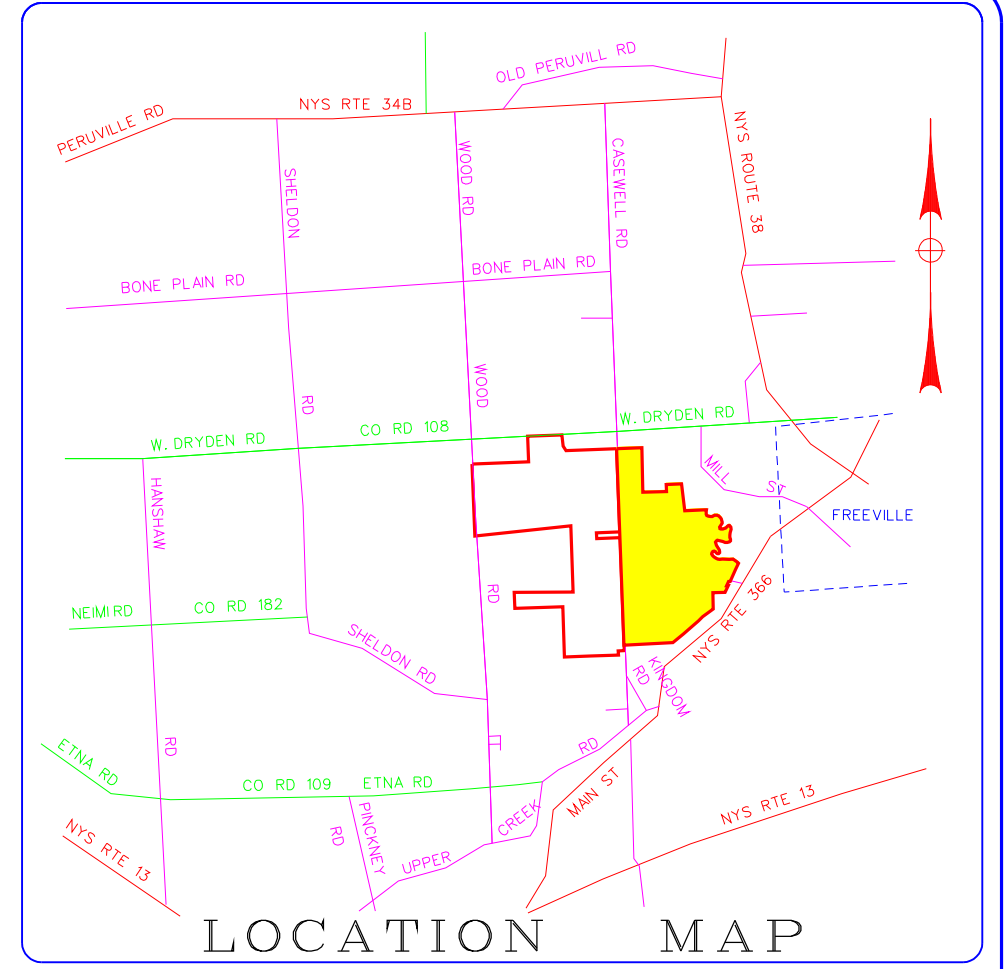 OLD PERUVILL RD
NYS RTE 34B
PERUVILLE RD
NYS ROUTE 38
WOOD RD
CASEWELL RD
SHELDON
BONE PLAIN RD
BONE PLAIN RD
WOOD
RD
W. DRYDEN RD
CO RD 108
W. DRYDEN RD
MILL ST
HANSHAW
FREEVILLE
RD
NEIMI RD
CO RD 182
NYS RTE 366
SHELDON RD
KINGDOM
RD
RD
ETNA RD
RD
CO RD 109
ETNA RD
MAIN ST
NYS RTE 13
NYS RTE 13
PINCKNEY
RD
UPPER
CREEK
LOCATION MAP